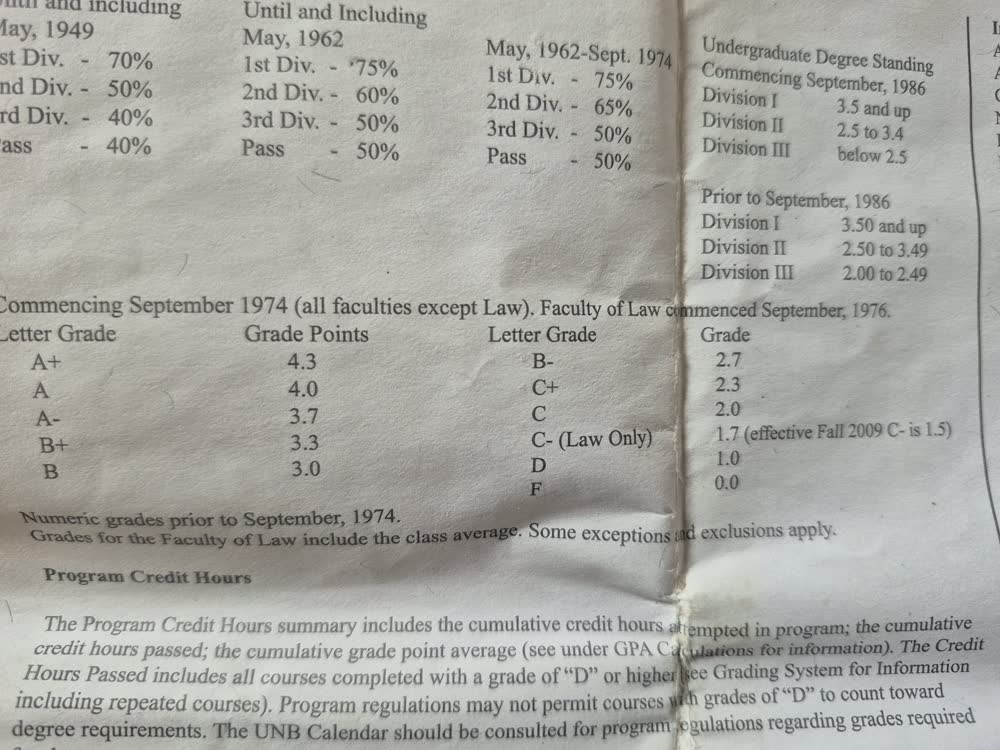 and including
May, 1949
st Div. - 70%
nd Div. - 50%
rd Div. - 40%
ass - 40%
Until and Including
May, 1962
1st Div. - 75%
2nd Div. - 60%
3rd Div. - 50%
Pass - 50%
May, 1962-Sept. 1974
1st Div. - 75%
2nd Div. - 65%
3rd Div. - 50%
Pass - 50%
Undergraduate Degree Standing
Commencing September, 1986
Division I 3.5 and up
Division II 2.5 to 3.4
Division III below 2.5
Prior to September, 1986
Division I 3.50 and up
Division II 2.50 to 3.49
Division III 2.00 to 2.49
Commencing September 1974 (all faculties except Law). Faculty of Law commenced September, 1976.
Letter Grade Grade Points Letter Grade Grade
A+ 4.3 B- 2.7
A 4.0 C+ 2.3
A- 3.7 C 2.0
B+ 3.3 C- (Law Only) 1.7 (effective Fall 2009 C- is 1.5)
B 3.0 D 1.0
F 0.0
Numeric grades prior to September, 1974.
Grades for the Faculty of Law include the class average. Some exceptions and exclusions apply.
Program Credit Hours
The Program Credit Hours summary includes the cumulative credit hours attempted in program; the cumulative
credit hours passed; the cumulative grade point average (see under GPA Calculations for information). The Credit
Hours Passed includes all courses completed with a grade of “D” or higher (see Grading System for Information
including repeated courses). Program regulations may not permit courses with grades of “D” to count toward
degree requirements. The UNB Calendar should be consulted for program regulations regarding grades required